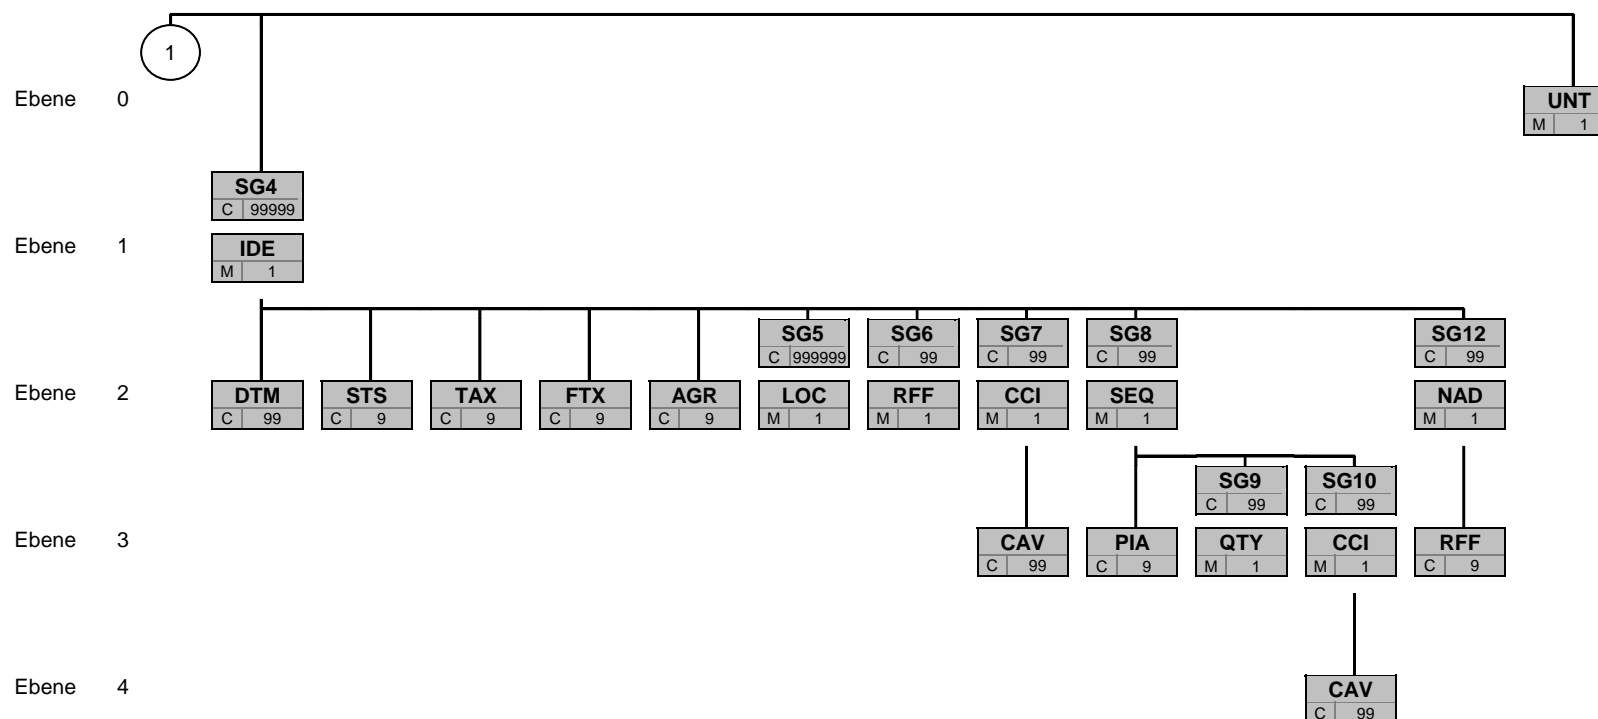 1
Ebene 0
UNT
M 1
SG4
C 99999
Ebene 1
IDE
M 1
SG5 SG6 SG7 SG8 SG12
C 999999 C 99 C 99 C 99 C 99
Ebene 2
DTM STS TAX FTX AGR LOC RFF CCI SEQ NAD
C 99 C 9 C 9 C 9 C 9 M 1 M 1 M 1 M 1 M 1
SG9 SG10
C 99 C 99
Ebene 3
CAV PIA QTY CCI RFF
C 99 C 9 M 1 M 1 C 9
Ebene 4
CAV
C 99